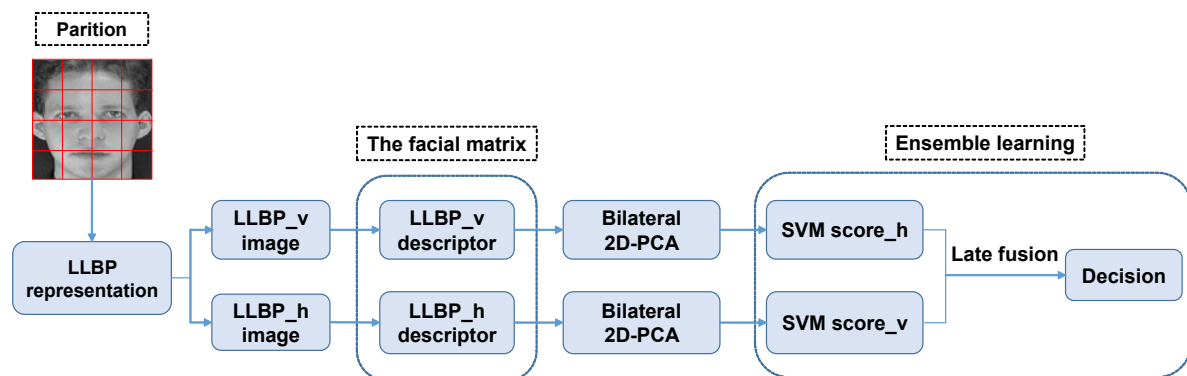 Parition
The facial matrix
Ensemble learning
LLBP
representation
LLBP_v
image
LLBP_v
descriptor
Bilateral
2D-PCA
SVM score_h
LLBP_h
image
LLBP_h
descriptor
Bilateral
2D-PCA
SVM score_v
Late fusion
Decision